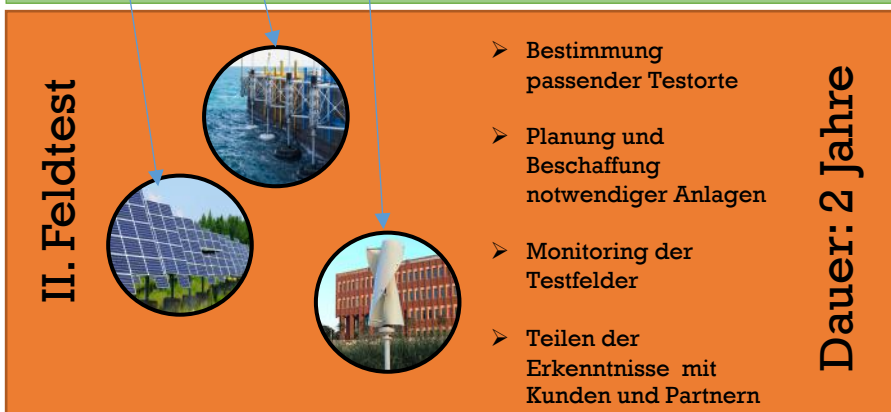 II. Feldtest
➢ Bestimmung
passender Testorte
➢ Planung und
Beschaffung
notwendiger Anlagen
➢ Monitoring der
Testfelder
➢ Teilen der
Erkenntnisse mit
Kunden und Partnern
Dauer: 2 Jahre